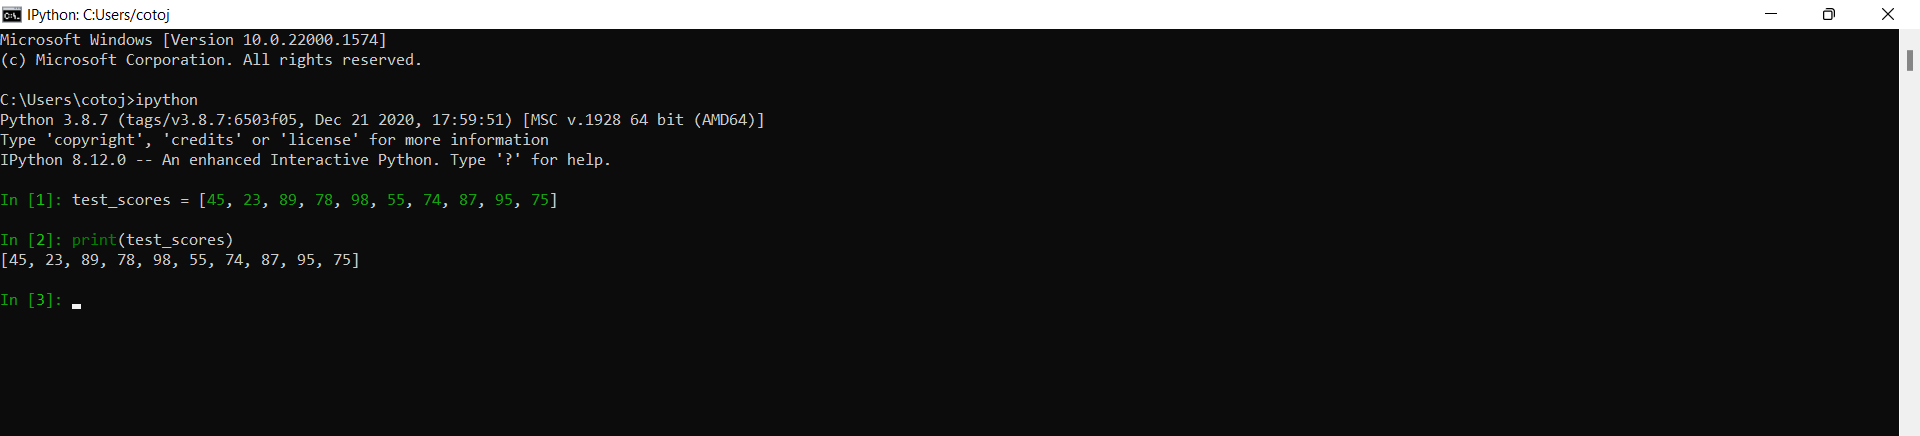 IPython: C:Users/cotoj
Microsoft Windows [Version 10.0.22000.1574]
(c) Microsoft Corporation. All rights reserved.
C:\Users\cotoj>ipython
Python 3.8.7 (tags/v3.8.7:6503f05, Dec 21 2020, 17:59:51) [MSC v.1928 64 bit (AMD64)]
Type 'copyright', 'credits' or 'license' for more information
IPython 8.12.0 -- An enhanced Interactive Python. Type '?' for help.
In [1]: test_scores = [45, 23, 89, 78, 98, 55, 74, 87, 95, 75]
In [2]: print(test_scores)
[45, 23, 89, 78, 98, 55, 74, 87, 95, 75]
In [3]: